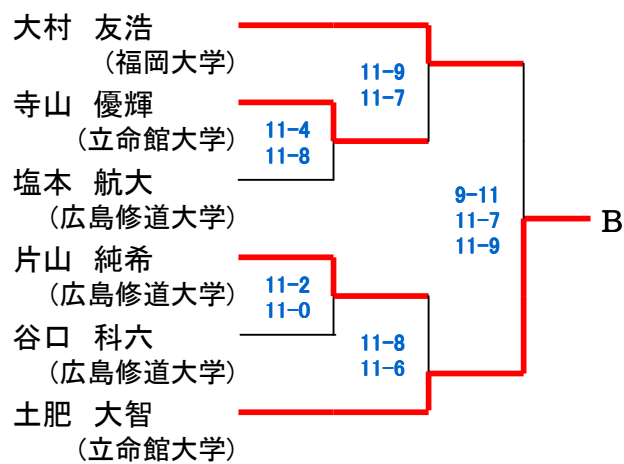 大村 友浩
（福岡大学）
11-9
11-7
寺山 優輝
（立命館大学）
11-4
11-8
塩本 航大
（広島修道大学）
9-11
11-7
11-9
B
片山 純希
（広島修道大学）
11-2
11-0
谷口 科六
（広島修道大学）
11-8
11-6
土肥 大智
（立命館大学）